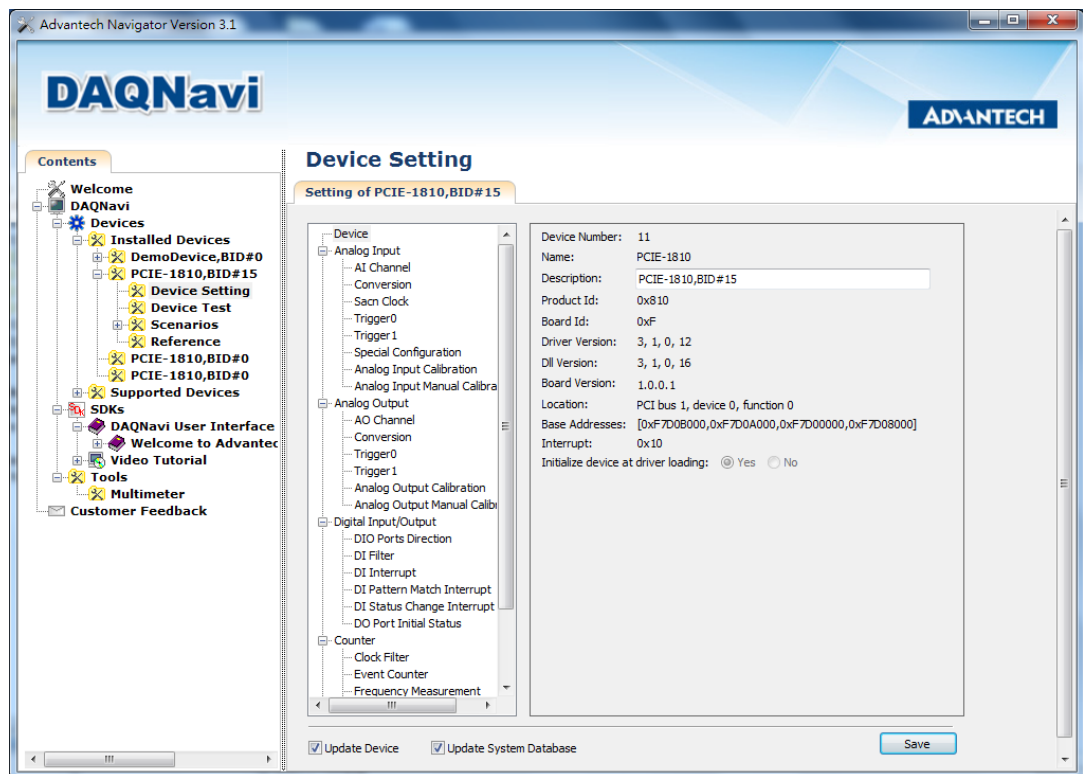 Advantech Navigator Version 3.1
DAQNavi
ADVANTECH
Contents
Welcome
DAQNavi
Devices
Installed Devices
DemoDevice,BID#0
PCIE-1810,BID#15
Device Setting
Device Test
Scenarios
Reference
PCIE-1810,BID#0
PCIE-1810,BID#0
Supported Devices
SDKs
DAQNavi User Interface
Welcome to Advantec
Video Tutorial
Tools
Multimeter
Customer Feedback
Device Setting
Setting of PCIE-1810,BID#15
Device
Analog Input
AI Channel
Conversion
Sacn Clock
Trigger0
Trigger1
Special Configuration
Analog Input Calibration
Analog Input Manual Calibra
Analog Output
AO Channel
Conversion
Trigger0
Trigger1
Analog Output Calibration
Analog Output Manual Calib
Digital Input/Output
DIO Ports Direction
DI Filter
DI Interrupt
DI Pattern Match Interrupt
DI Status Change Interrupt
DO Port Initial Status
Counter
Clock Filter
Event Counter
Frequency Measurement
Device Number: 11
Name: PCIE-1810
Description: PCIE-1810,BID#15
Product Id: 0x810
Board Id: 0xF
Driver Version: 3, 1, 0, 12
Dll Version: 3, 1, 0, 16
Board Version: 1.0.0.1
Location: PCI bus 1, device 0, function 0
Base Addresses: [0xF7D0B000,0xF7D0A000,0xF7D00000,0xF7D08000]
Interrupt: 0x10
Initialize device at driver loading: Yes No
Update Device Update System Database Save